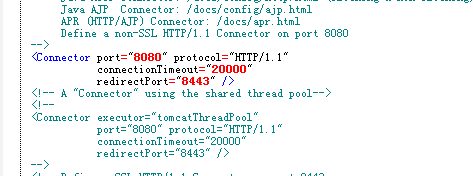 Java AJP  Connector: /docs/config/ajp.html
APR (HTTP/AJP) Connector: /docs/apr.html
Define a non-SSL HTTP/1.1 Connector on port 8080
-->
<Connector port="8080" protocol="HTTP/1.1"
connectionTimeout="20000"
redirectPort="8443" />
<!-- A "Connector" using the shared thread pool-->
<!--
<Connector executor="tomcatThreadPool"
port="8080" protocol="HTTP/1.1"
connectionTimeout="20000"
redirectPort="8443" />
-->